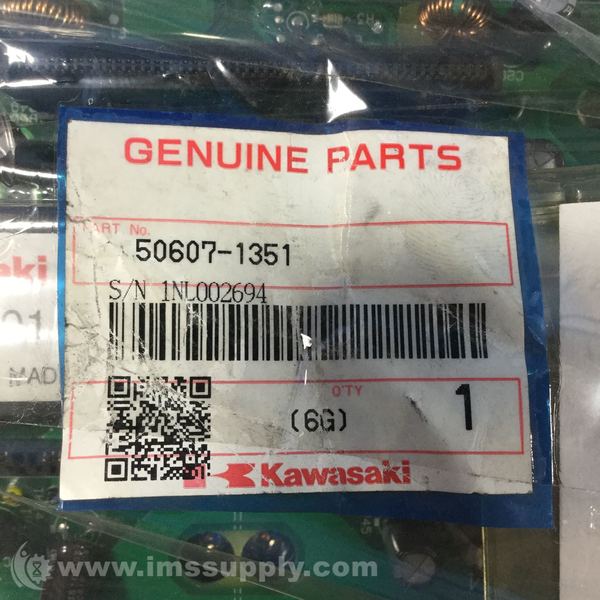 GENUINE PARTS
PART No.
50607-1351
S/N 1NL002694
Q'TY
(6G)
1
Kawasaki
aki
01
MAD
www.imssupply.com